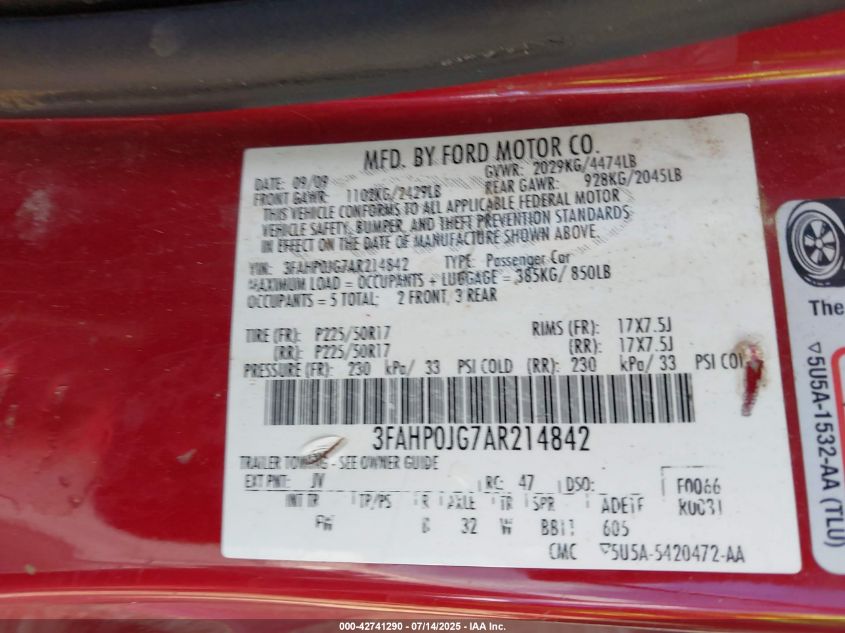 MFD. BY FORD MOTOR CO.
DATE: 09/09 GVWR: 2029KG/4474LB
FRONT GAWR: 1102KG/2429LB REAR GAWR: 928KG/2045LB
THIS VEHICLE CONFORMS TO ALL APPLICABLE FEDERAL MOTOR
VEHICLE SAFETY, BUMPER, AND THEFT PREVENTION STANDARDS
IN EFFECT ON THE DATE OF MANUFACTURE SHOWN ABOVE.
VIN: 3FAHP0JG7AR214842 TYPE: Passenger Car
MAXIMUM LOAD = OCCUPANTS + LUGGAGE = 385KG/ 850LB
OCCUPANTS = 5 TOTAL: 2 FRONT, 3 REAR
TIRE (FR): P225/50R17 RIMS (FR): 17X7.5J
(RR): P225/50R17 (RR): 17X7.5J
PRESSURE (FR): 230 kPa/ 33 PSI COLD (RR): 230 kPa/ 33 PSI
3FAHP0JG7AR214842
TRAILER TOWING - SEE OWNER GUIDE
EXT PNT: JV RC: 47 DSO: F0066
INT TR TP/PS R AXLE TR SPR
32 W 605
CMC ▽5U5A-5420472-AA
The
▽5U5A-1532-AA (TLU)
000-42741290 - 07/14/2025 - IAA Inc.